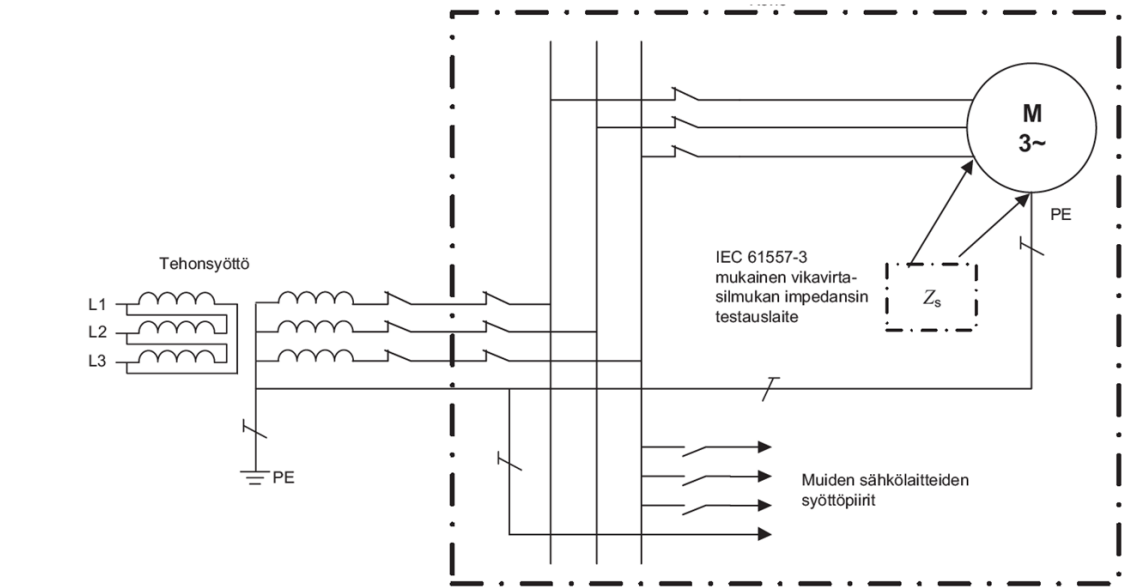 M
3~
PE
Tehonsyöttö
IEC 61557-3
mukainen vikavirta-
silmukan impedansin
testauslaite
Zs
L1
L2
L3
PE
Muiden sähkölaitteiden
syöttöpiirit